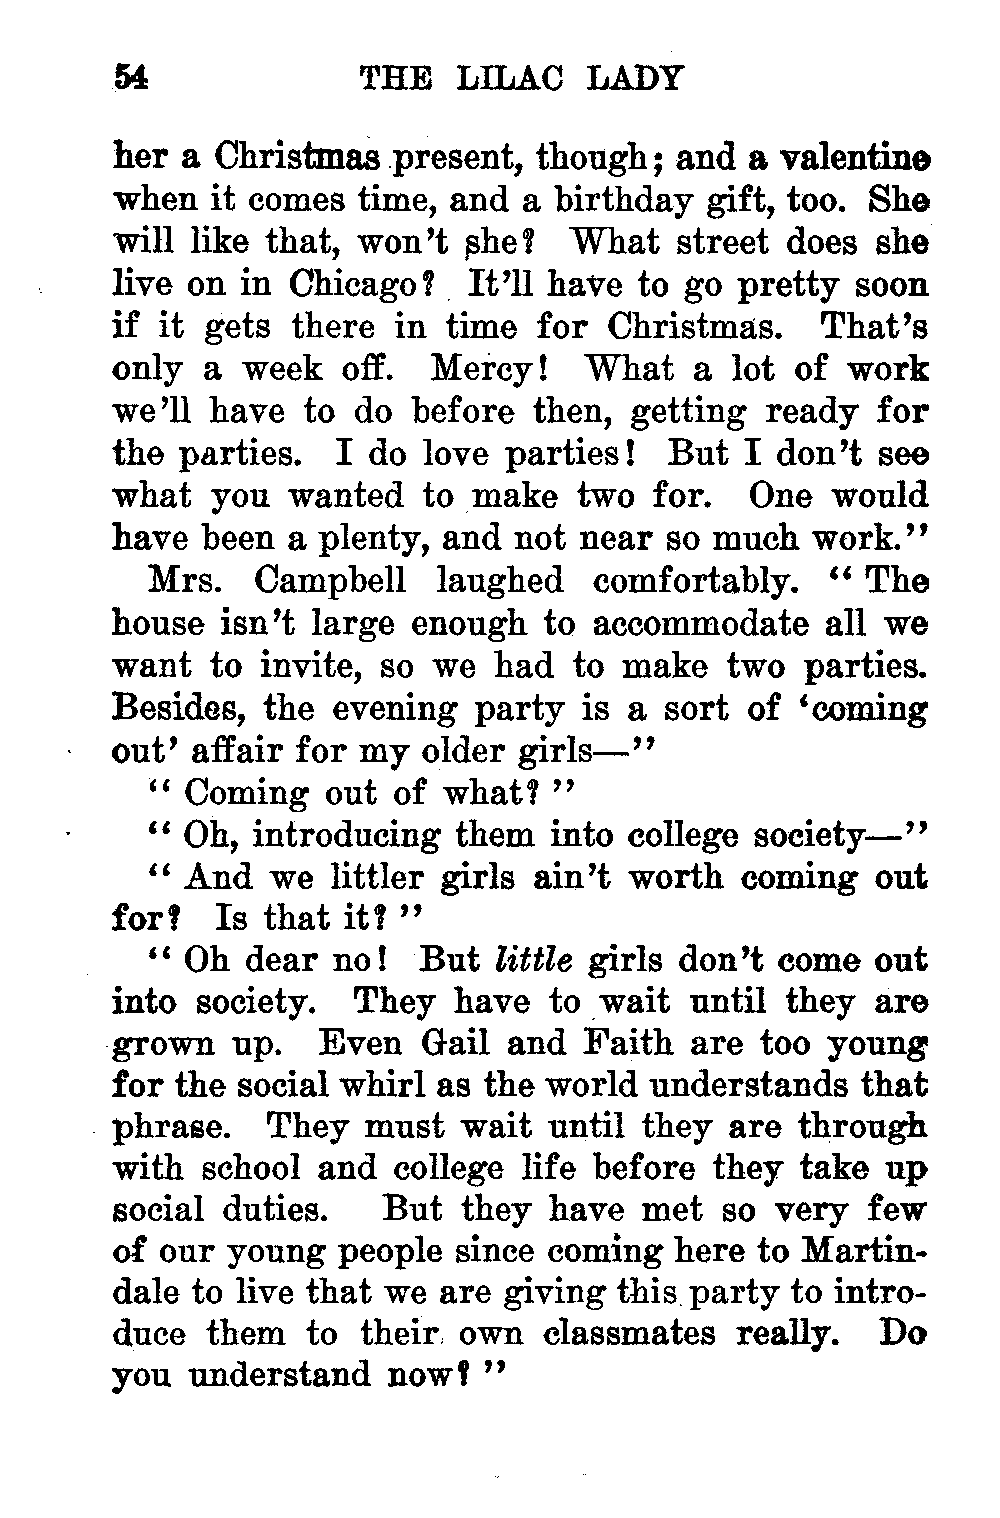 54 THE LILAC LADY
her a Christmas present, though; and a valentine
when it comes time, and a birthday gift, too. She
will like that, won't she? What street does she
live on in Chicago? It'll have to go pretty soon
if it gets there in time for Christmas. That's
only a week off. Mercy! What a lot of work
we'll have to do before then, getting ready for
the parties. I do love parties! But I don't see
what you wanted to make two for. One would
have been a plenty, and not near so much work."
Mrs. Campbell laughed comfortably. "The
house isn't large enough to accommodate all we
want to invite, so we had to make two parties.
Besides, the evening party is a sort of 'coming
out' affair for my older girls—"
"Coming out of what?"
"Oh, introducing them into college society—"
"And we littler girls ain't worth coming out
for? Is that it?"
"Oh dear no! But little girls don't come out
into society. They have to wait until they are
grown up. Even Gail and Faith are too young
for the social whirl as the world understands that
phrase. They must wait until they are through
with school and college life before they take up
social duties. But they have met so very few
of our young people since coming here to Martin-
dale to live that we are giving this party to intro-
duce them to their own classmates really. Do
you understand now?"